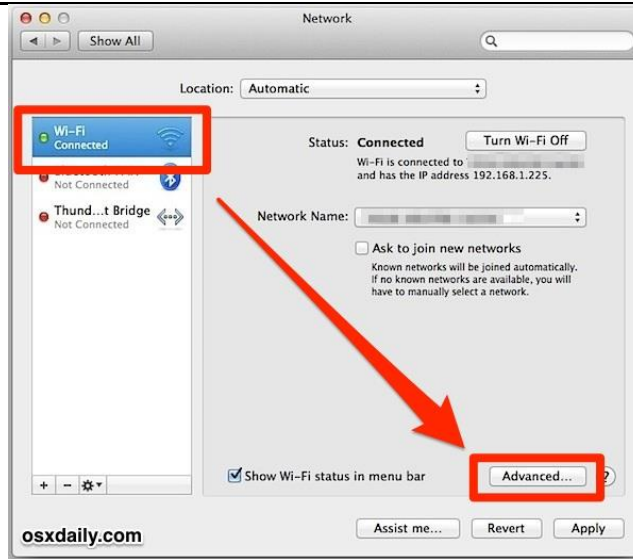 Network
Show All
Location: Automatic
Wi-Fi
Connected
Not Connected
Thund...t Bridge
Not Connected
Status: Connected
Turn Wi-Fi Off
Wi-Fi is connected to
and has the IP address 192.168.1.225.
Network Name:
Ask to join new networks
Known networks will be joined automatically.
If no known networks are available, you will
have to manually select a network.
Show Wi-Fi status in menu bar
Advanced...
?
Assist me...
Revert
Apply
osxdaily.com